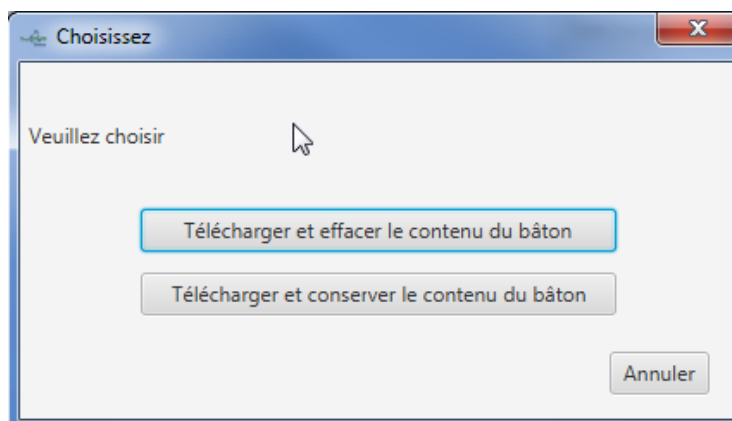 Choisissez
Veuillez choisir
Télécharger et effacer le contenu du bâton
Télécharger et conserver le contenu du bâton
Annuler